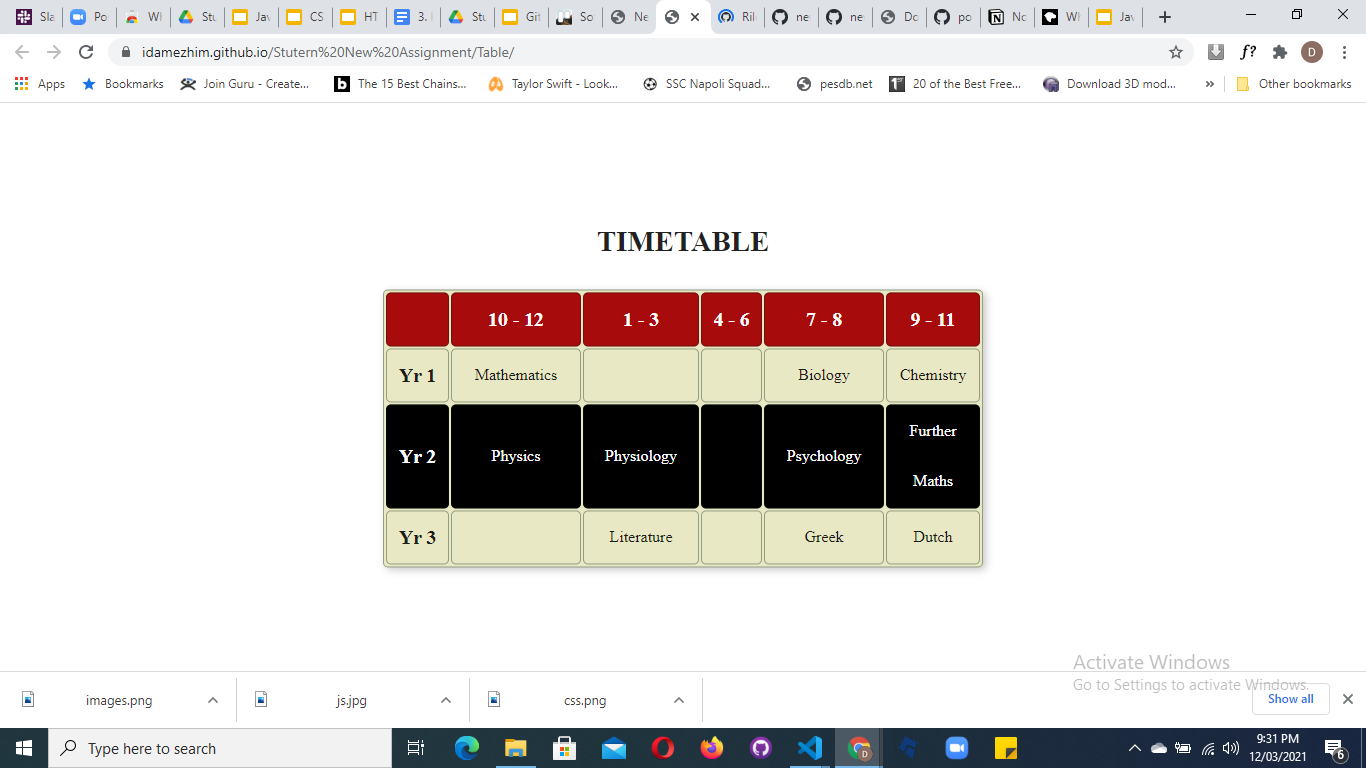 Sla
Po
Wl
Stu
Jav
CS
HT
3. I
Stu
Git
So
Ne
Ril
ne
ne
Do
po
No
Wl
Jav
idamezhim.github.io/Stutern%20New%20Assignment/Table/
f?
D
Apps
Bookmarks
Join Guru - Create...
b
The 15 Best Chains...
Taylor Swift - Look...
SSC Napoli Squad...
pesdb.net
20 of the Best Free...
Download 3D mod...
»
Other bookmarks
TIMETABLE
10 - 12 1 - 3 4 - 6 7 - 8 9 - 11
Yr 1 Mathematics Biology Chemistry
Yr 2 Physics Physiology Psychology Further
Maths
Yr 3 Literature Greek Dutch
Activate Windows
Go to Settings to activate Windows.
images.png
js.jpg
css.png
Show all
Type here to search
D
9:31 PM
12/03/2021
6